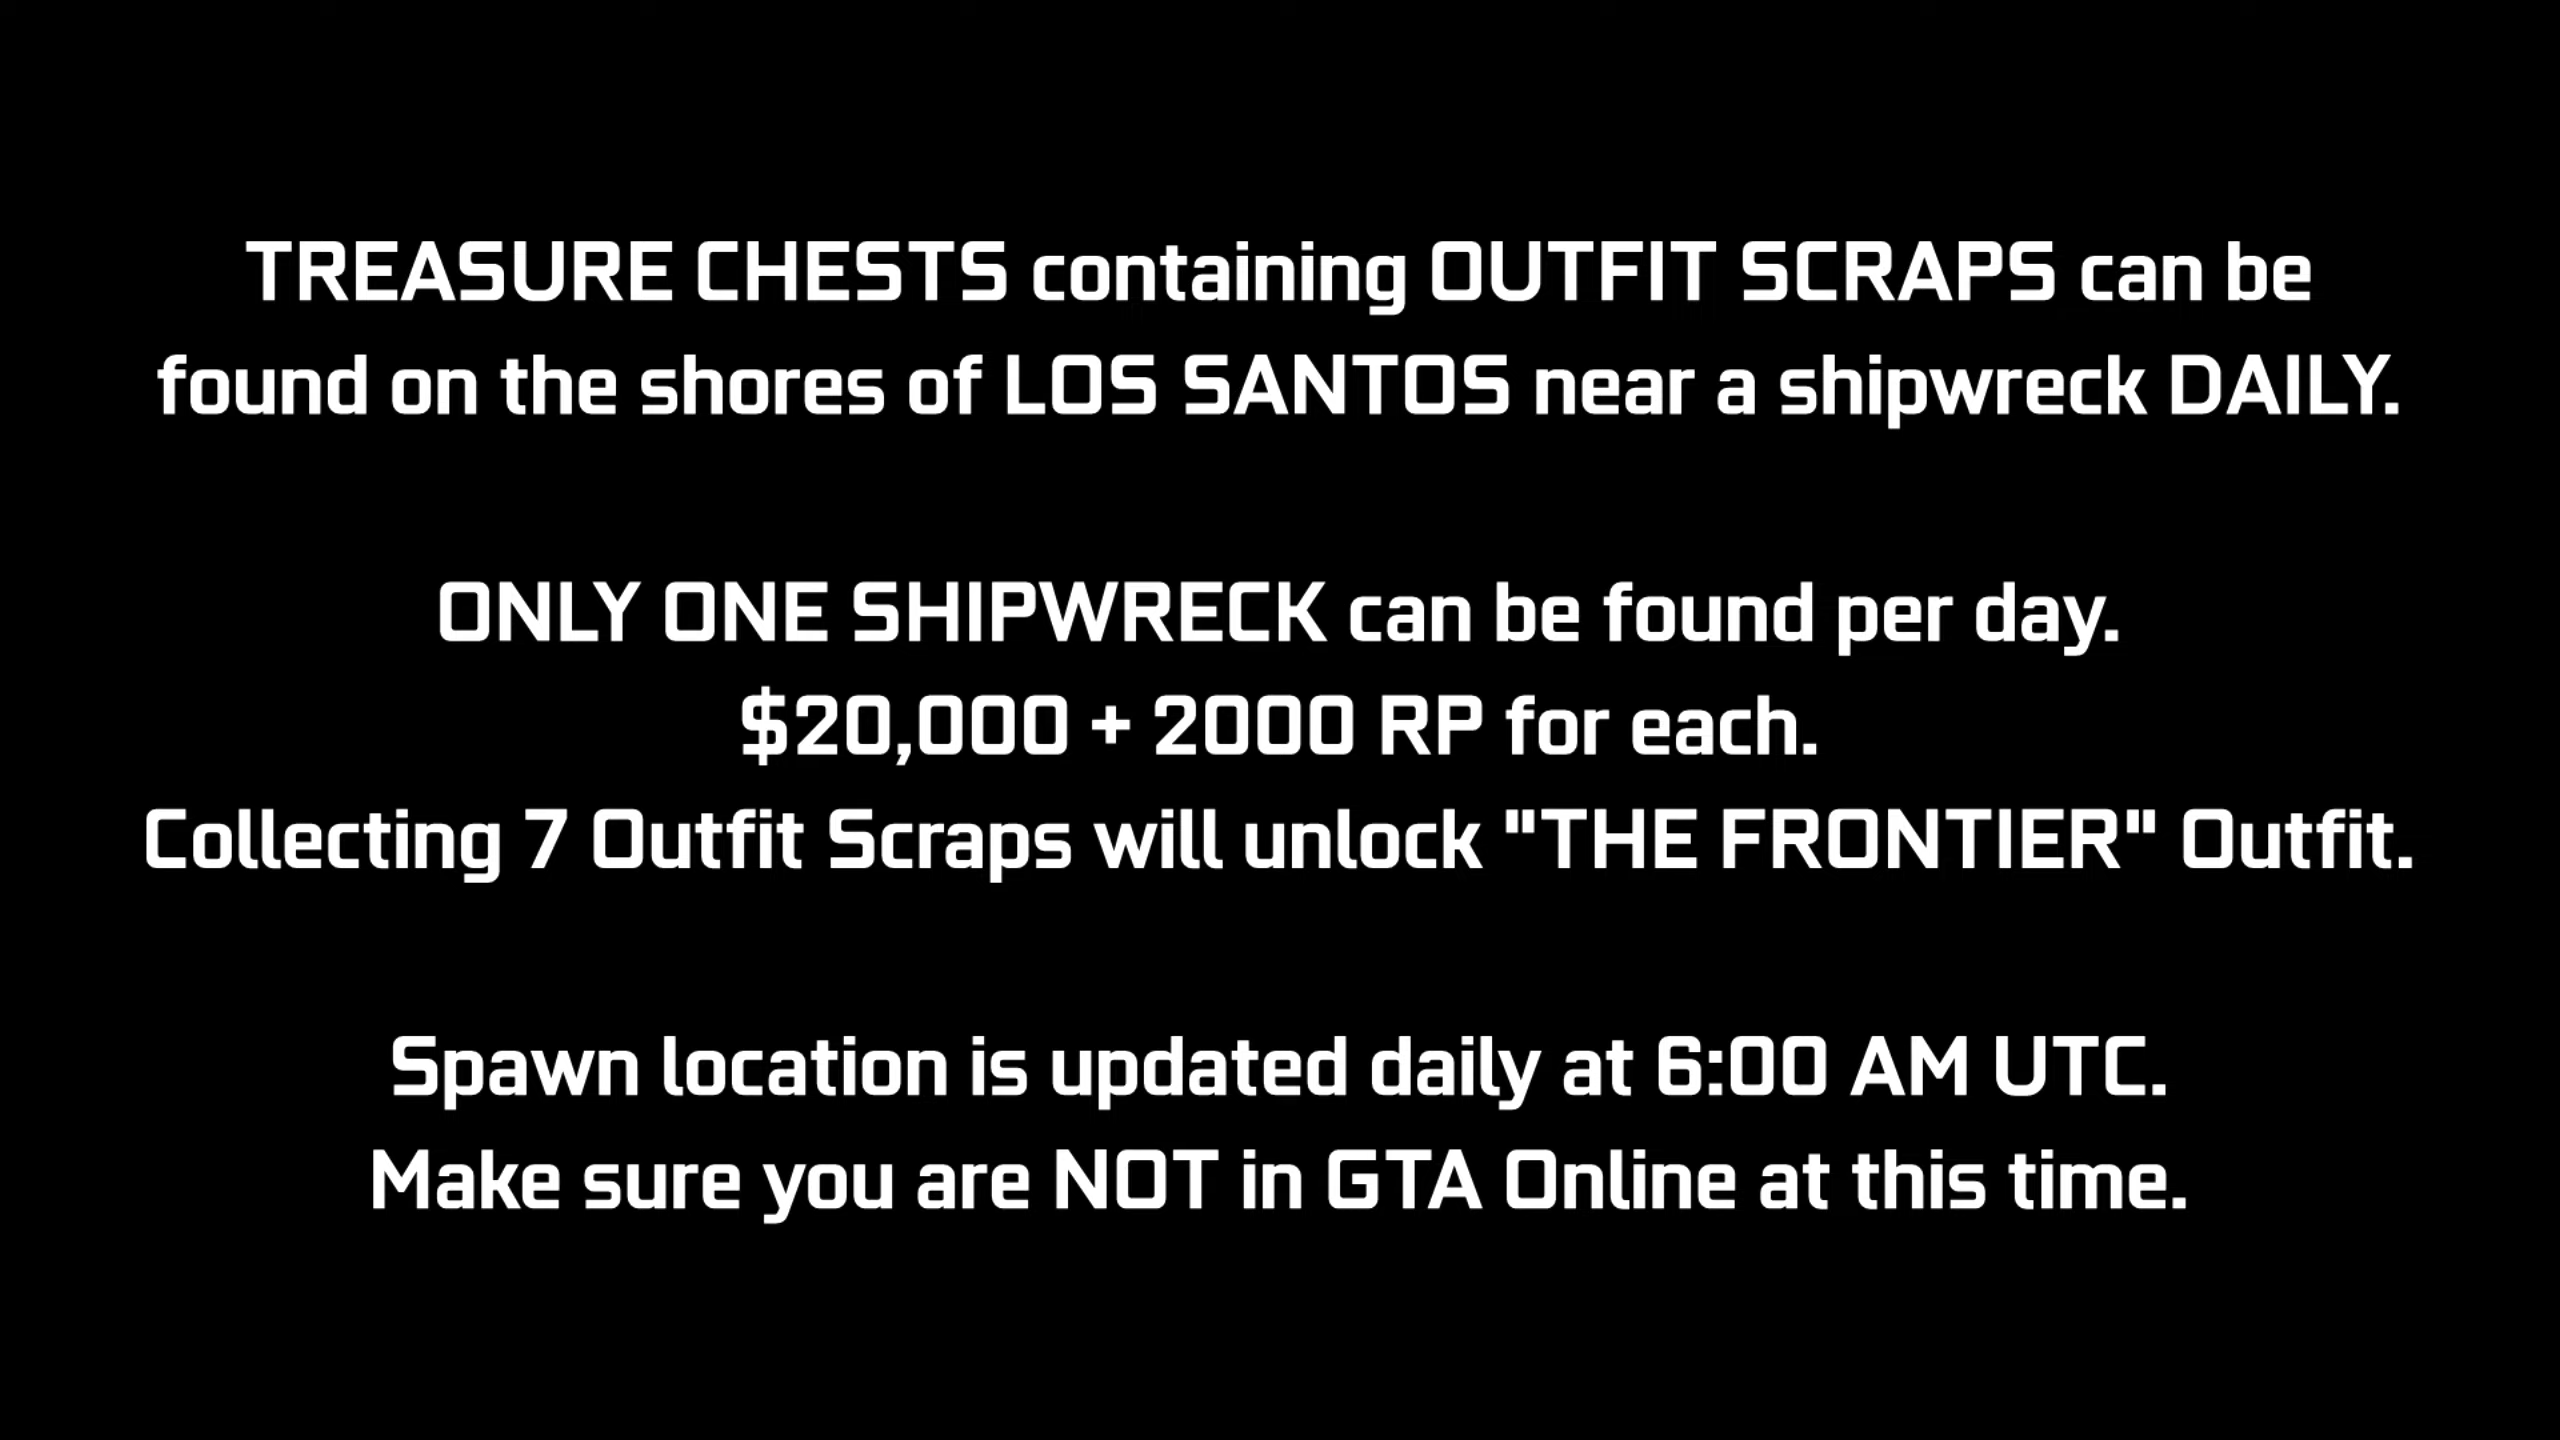 TREASURE CHESTS containing OUTFIT SCRAPS can be
found on the shores of LOS SANTOS near a shipwreck DAILY.
ONLY ONE SHIPWRECK can be found per day.
$20,000 + 2000 RP for each.
Collecting 7 Outfit Scraps will unlock "THE FRONTIER" Outfit.
Spawn location is updated daily at 6:00 AM UTC.
Make sure you are NOT in GTA Online at this time.